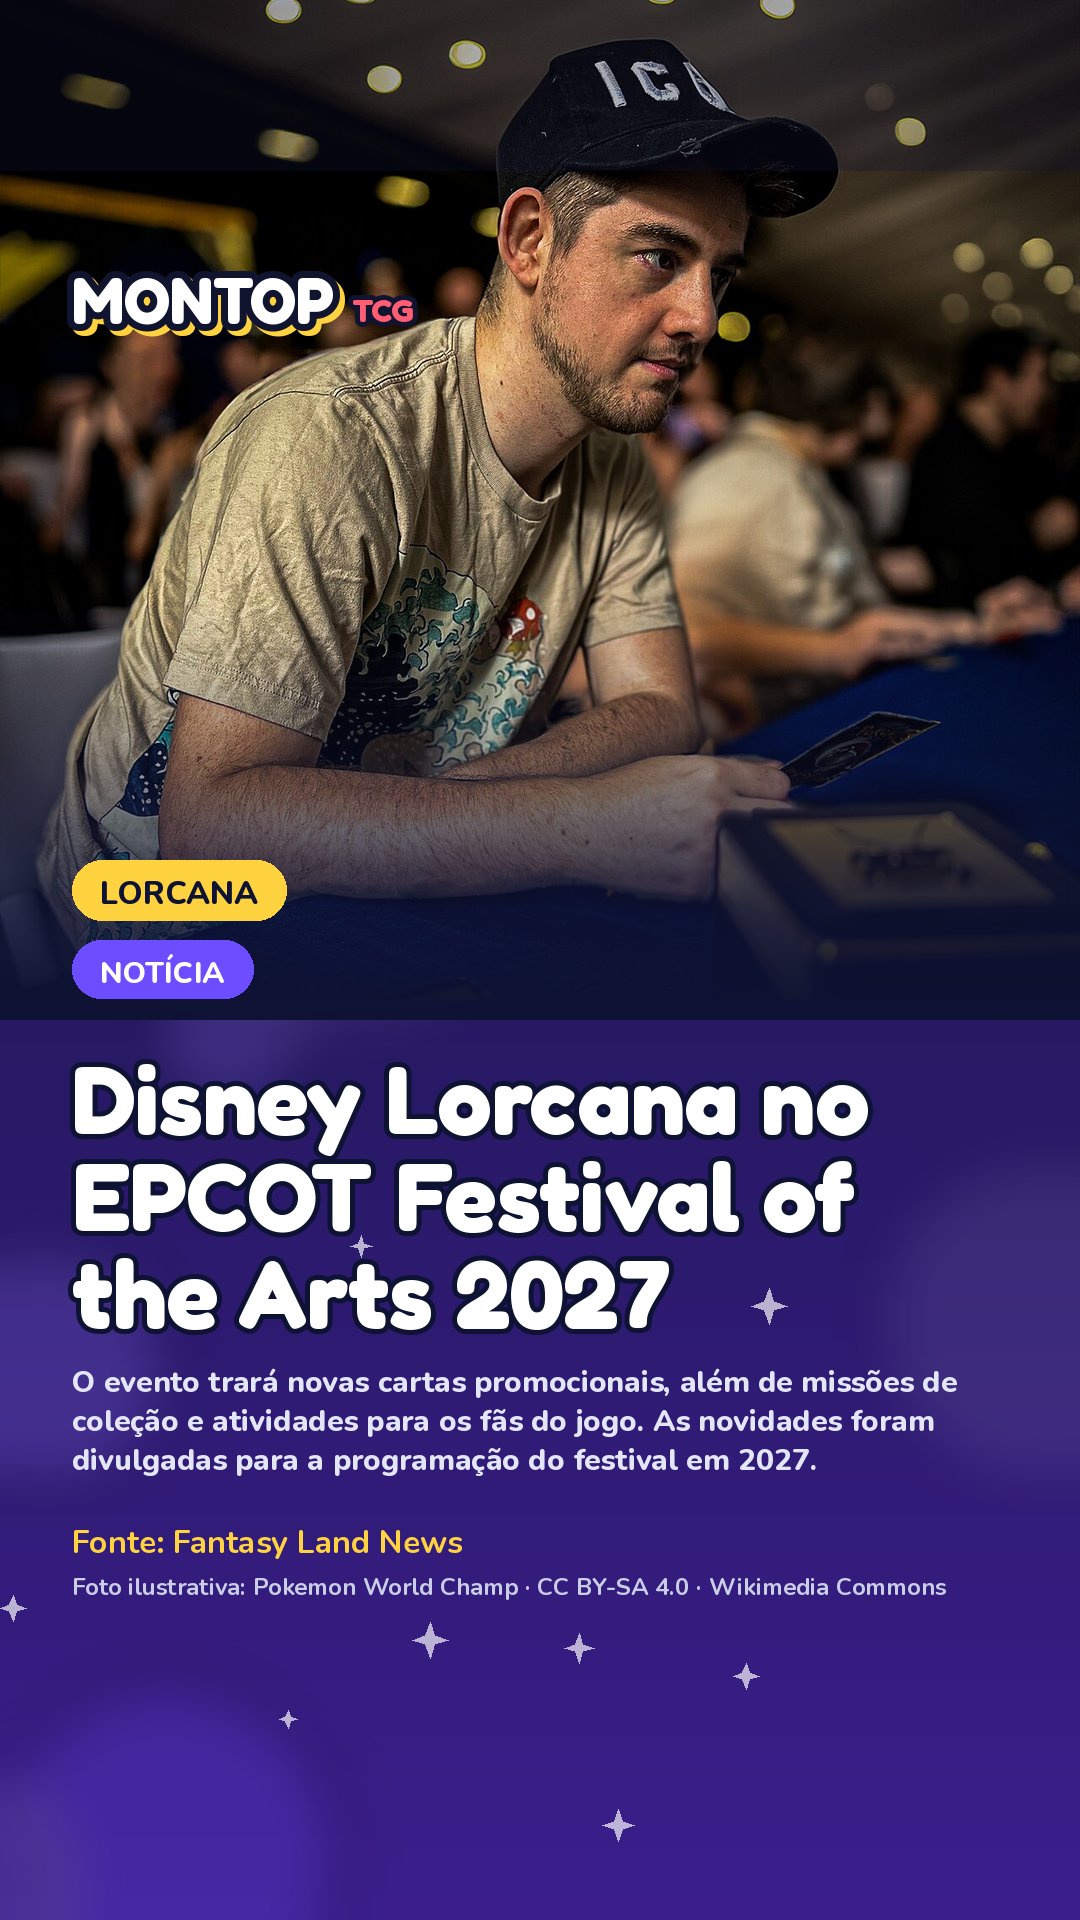 MONTOP TCG
LORCANA
NOTÍCIA
Disney Lorcana no
EPCOT Festival of
the Arts 2027
O evento trará novas cartas promocionais, além de missões de
coleção e atividades para os fãs do jogo. As novidades foram
divulgadas para a programação do festival em 2027.
Fonte: Fantasy Land News
Foto ilustrativa: Pokemon World Champ · CC BY-SA 4.0 · Wikimedia Commons